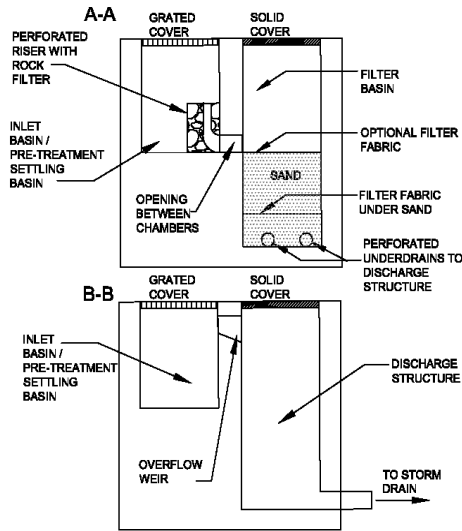 A-A
GRATED
COVER
SOLID
COVER
PERFORATED
RISER WITH
ROCK
FILTER
FILTER
BASIN
INLET
BASIN /
PRE-TREATMENT
SETTLING
BASIN
OPTIONAL FILTER
FABRIC
SAND
OPENING
BETWEEN
CHAMBERS
FILTER FABRIC
UNDER SAND
PERFORATED
UNDERDRAINS TO
DISCHARGE
STRUCTURE
B-B
GRATED
COVER
SOLID
COVER
INLET
BASIN /
PRE-TREATMENT
SETTLING
BASIN
DISCHARGE
STRUCTURE
OVERFLOW
WEIR
TO STORM
DRAIN